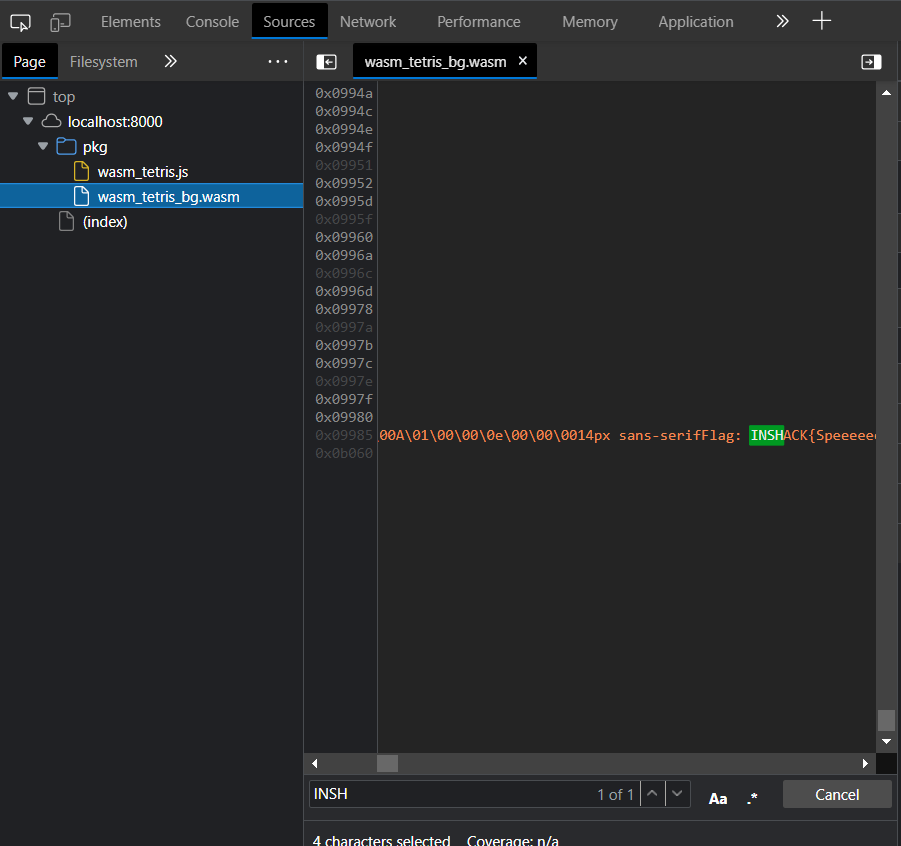 Elements Console Sources Network Performance Memory Application
Page Filesystem
wasm_tetris_bg.wasm
top
localhost:8000
pkg
wasm_tetris.js
wasm_tetris_bg.wasm
(index)
0x0994a
0x0994c
0x0994e
0x0994f
0x09951
0x09952
0x0995d
0x0995f
0x09960
0x0996a
0x0996c
0x0996d
0x09978
0x0997a
0x0997b
0x0997c
0x0997e
0x0997f
0x09980
0x09985 \00A\01\00\00\0e\00\00\0014px sans-serifFlag: INSHACK{Speeeee
0x0b060
INSH 1 of 1 Aa .* Cancel
4 characters selected Coverage: n/a